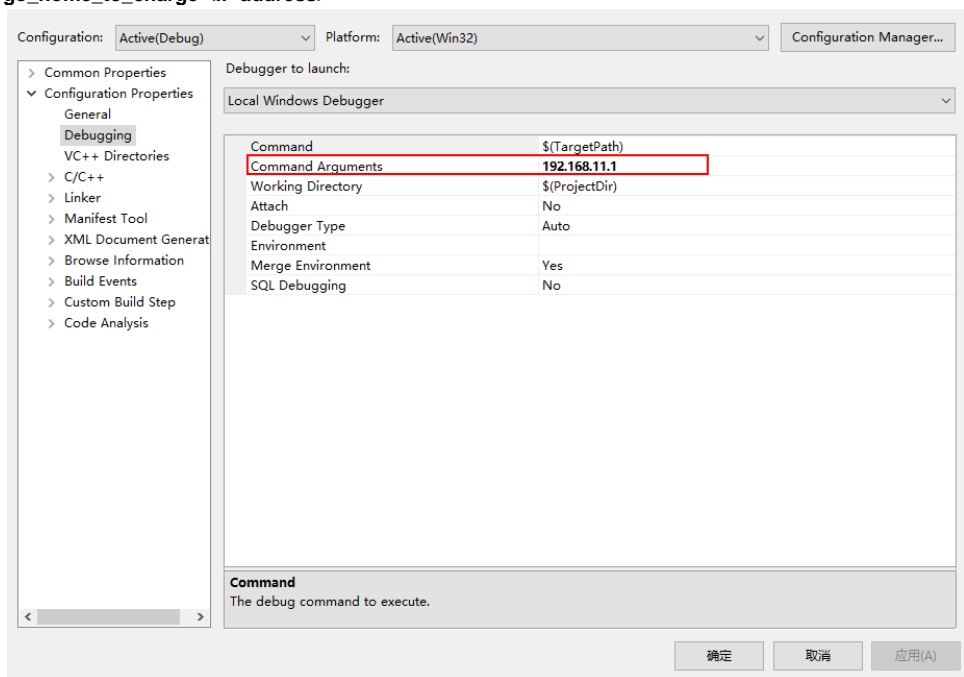 Configuration: Active(Debug) Platform: Active(Win32) Configuration Manager...
Common Properties
Configuration Properties
General
Debugging
VC++ Directories
C/C++
Linker
Manifest Tool
XML Document Generat
Browse Information
Build Events
Custom Build Step
Code Analysis
Debugger to launch:
Local Windows Debugger
Command $(TargetPath)
Command Arguments 192.168.11.1
Working Directory $(ProjectDir)
Attach No
Debugger Type Auto
Environment
Merge Environment Yes
SQL Debugging No
Command
The debug command to execute.
确定 取消 应用(A)